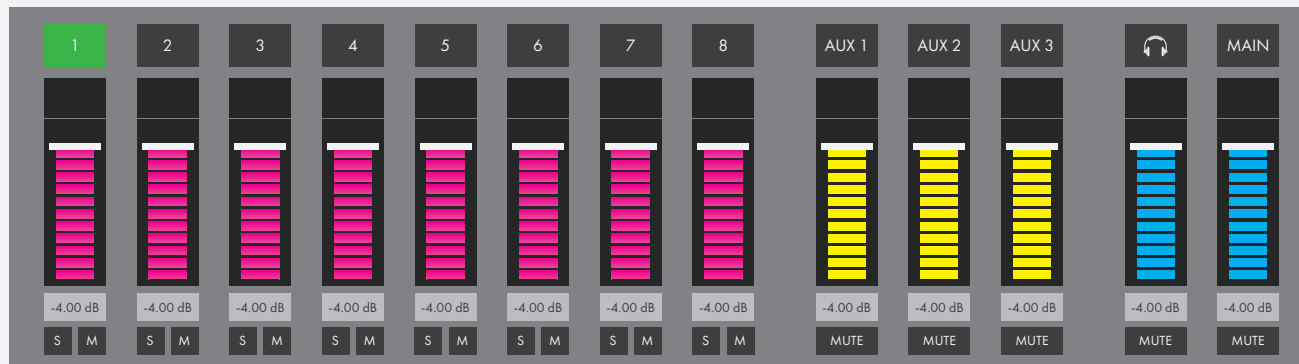 1 2 3 4 5 6 7 8 AUX 1 AUX 2 AUX 3 MAIN
-4.00 dB -4.00 dB -4.00 dB -4.00 dB -4.00 dB -4.00 dB -4.00 dB -4.00 dB -4.00 dB -4.00 dB -4.00 dB -4.00 dB -4.00 dB
S M S M S M S M S M S M S M S M MUTE MUTE MUTE MUTE MUTE